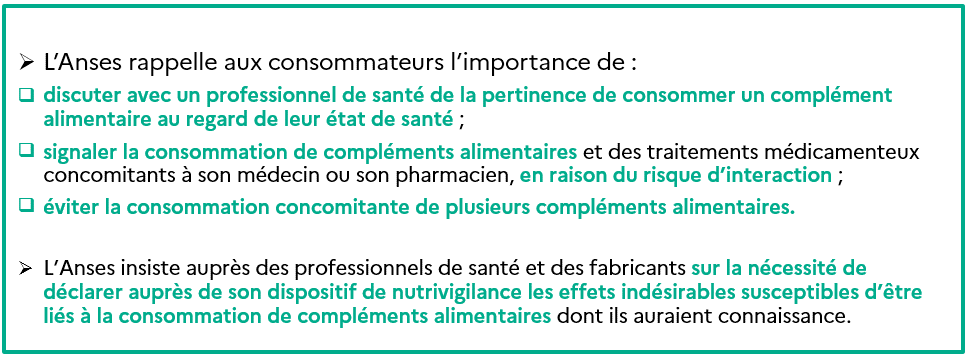 ➢ L’Anses rappelle aux consommateurs l’importance de :
❑ discuter avec un professionnel de santé de la pertinence de consommer un complément
alimentaire au regard de leur état de santé ;
❑ signaler la consommation de compléments alimentaires et des traitements médicamenteux
concomitants à son médecin ou son pharmacien, en raison du risque d’interaction ;
❑ éviter la consommation concomitante de plusieurs compléments alimentaires.
➢ L’Anses insiste auprès des professionnels de santé et des fabricants sur la nécessité de
déclarer auprès de son dispositif de nutrivigilance les effets indésirables susceptibles d’être
liés à la consommation de compléments alimentaires dont ils auraient connaissance.